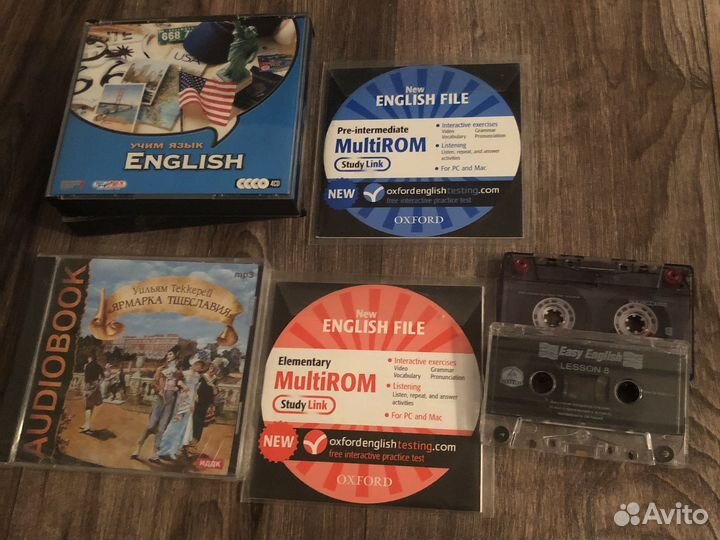 668
USA
УЧИМ ЯЗЫК
ENGLISH
4CD
New
ENGLISH FILE
Pre-intermediate
MultiROM
Study Link
• Interactive exercises
Video Grammar
Vocabulary Pronunciation
• Listening
Listen, repeat, and answer
activities
• For PC and Mac
NEW
oxfordenglishtesting.com
free interactive practice test
OXFORD
AUDIOBOOK
mp3
Уильям Теккерей
ЯРМАРКА ТЩЕСЛАВИЯ
ИДДК
New
ENGLISH FILE
Elementary
MultiROM
Study Link
• Interactive exercises
Video Grammar
Vocabulary Pronunciation
• Listening
Listen, repeat, and answer
activities
• For PC and Mac
NEW
oxfordenglishtesting.com
free interactive practice test
OXFORD
Easy English
LESSON 8
Avito